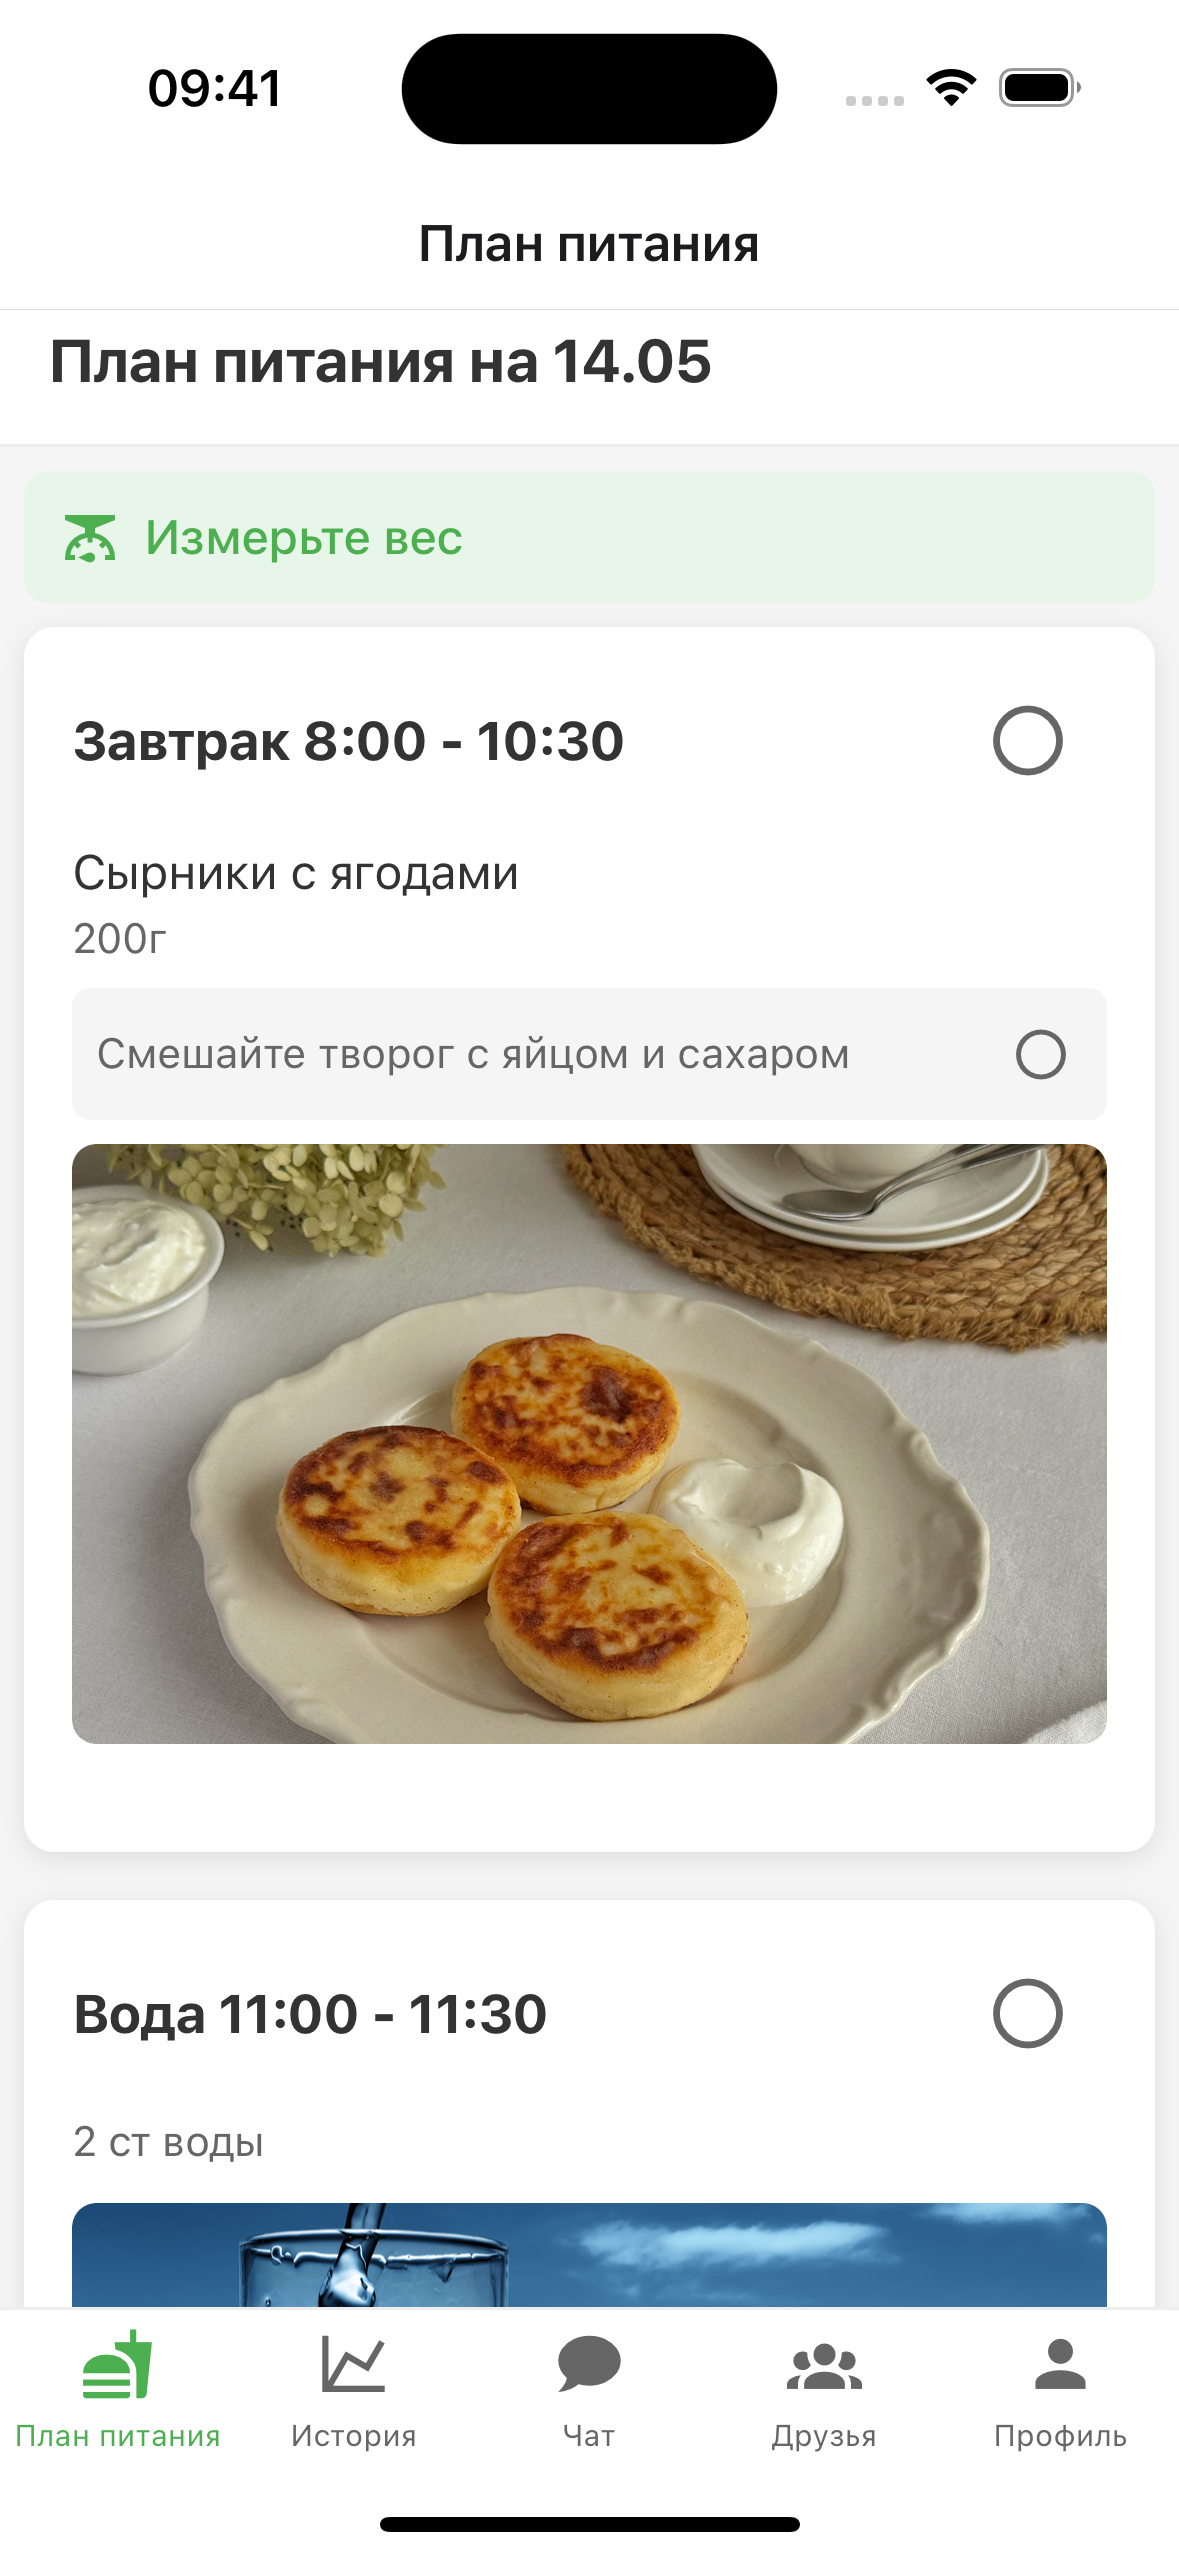 09:41
План питания
План питания на 14.05
Измерьте вес
Завтрак 8:00 - 10:30
Сырники с ягодами
200г
Смешайте творог с яйцом и сахаром
Вода 11:00 - 11:30
2 ст воды
План питания
История
Чат
Друзья
Профиль